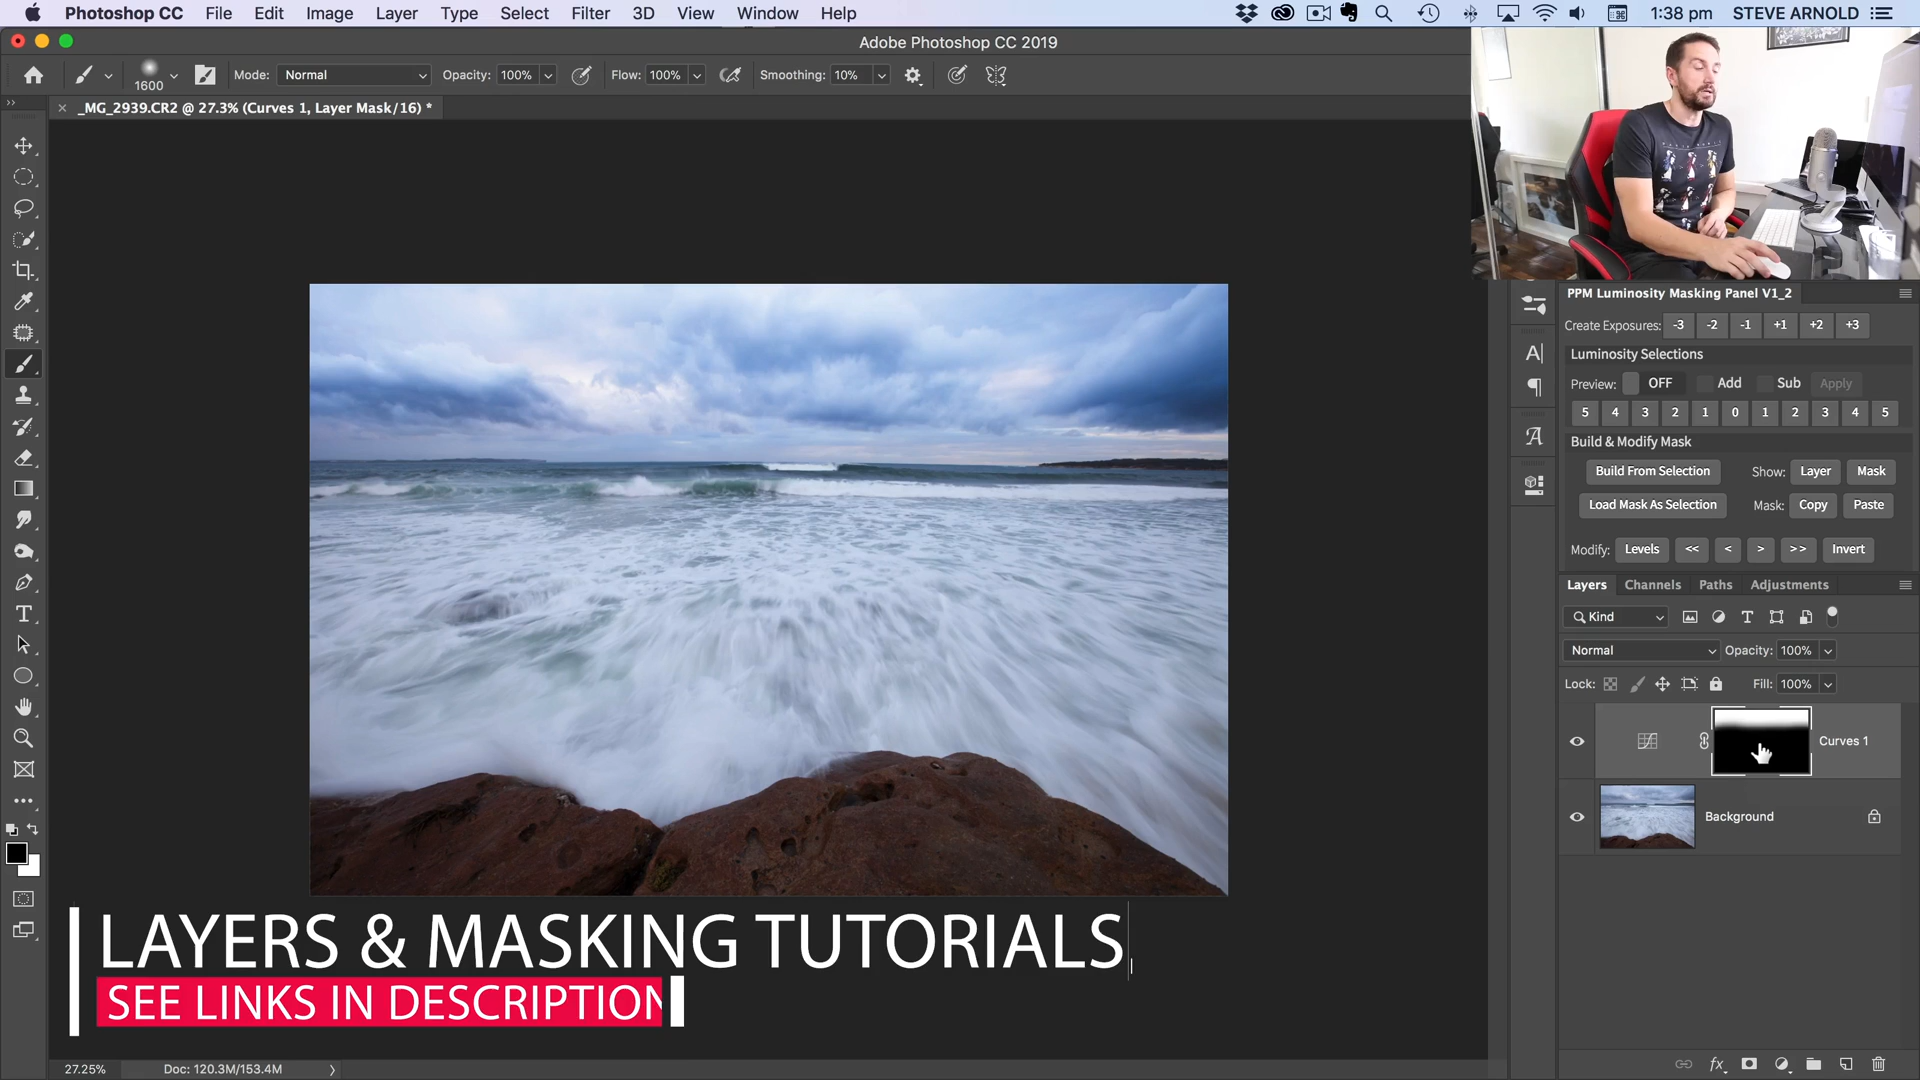 Photoshop CC File Edit Image Layer Type Select Filter 3D View Window Help 1:38 pm STEVE ARNOLD
Adobe Photoshop CC 2019
1600 Mode: Normal Opacity: 100% Flow: 100% Smoothing: 10%
_MG_2939.CR2 @ 27.3% (Curves 1, Layer Mask/16) *
PPM Luminosity Masking Panel V1_2
Create Exposures: -3 -2 -1 +1 +2 +3
Luminosity Selections
Preview: OFF Add Sub Apply
5 4 3 2 1 0 1 2 3 4 5
Build & Modify Mask
Build From Selection Show: Layer Mask
Load Mask As Selection Mask: Copy Paste
Modify: Levels << < > >> Invert
Layers Channels Paths Adjustments
Kind
Normal Opacity: 100%
Lock: Fill: 100%
Curves 1
Background
LAYERS & MASKING TUTORIALS
SEE LINKS IN DESCRIPTION
27.25% Doc: 120.3M/153.4M